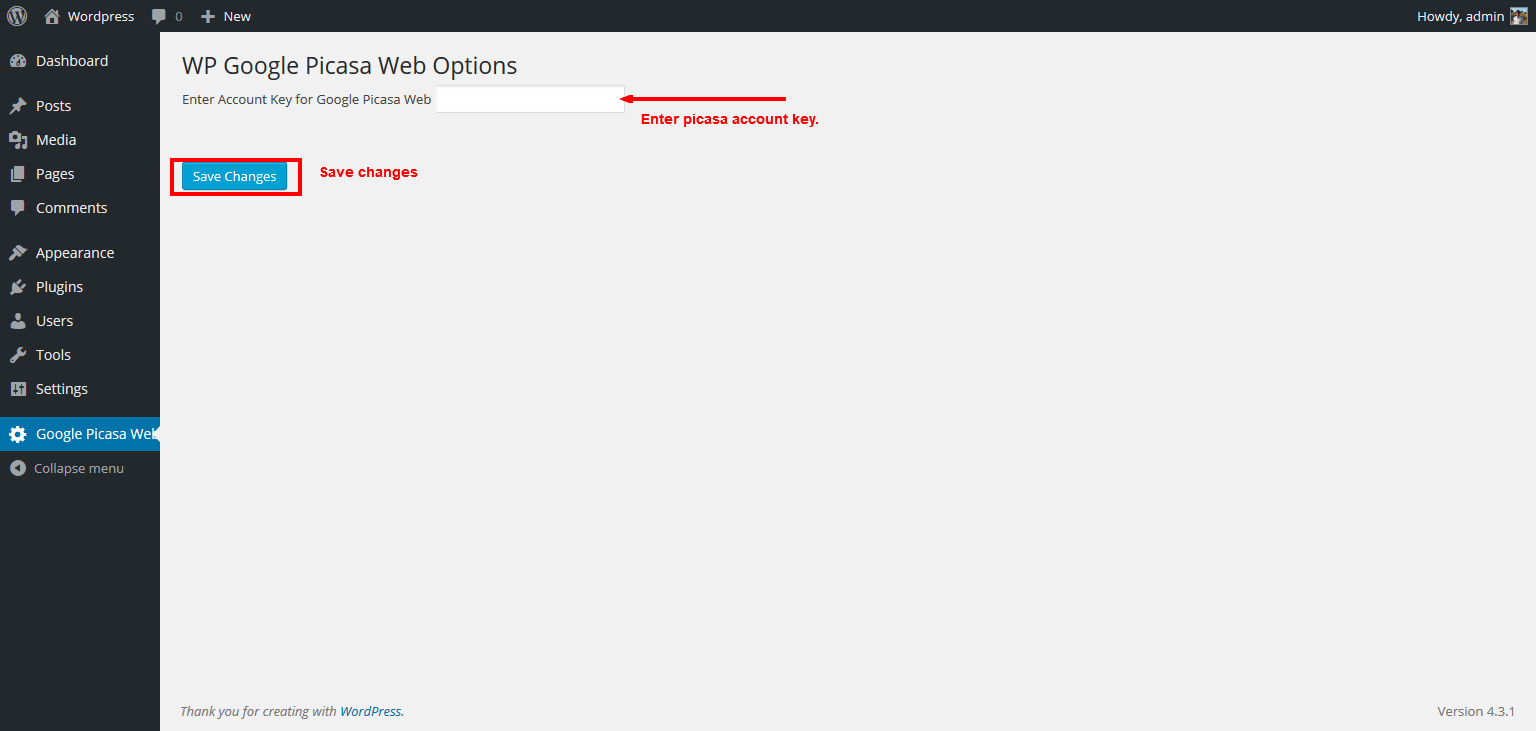 Wordpress 0 New Howdy, admin
Dashboard
Posts
Media
Pages
Comments
Appearance
Plugins
Users
Tools
Settings
Google Picasa Web
Collapse menu
WP Google Picasa Web Options
Enter Account Key for Google Picasa Web
Enter picasa account key.
Save Changes
Save changes
Thank you for creating with WordPress.
Version 4.3.1